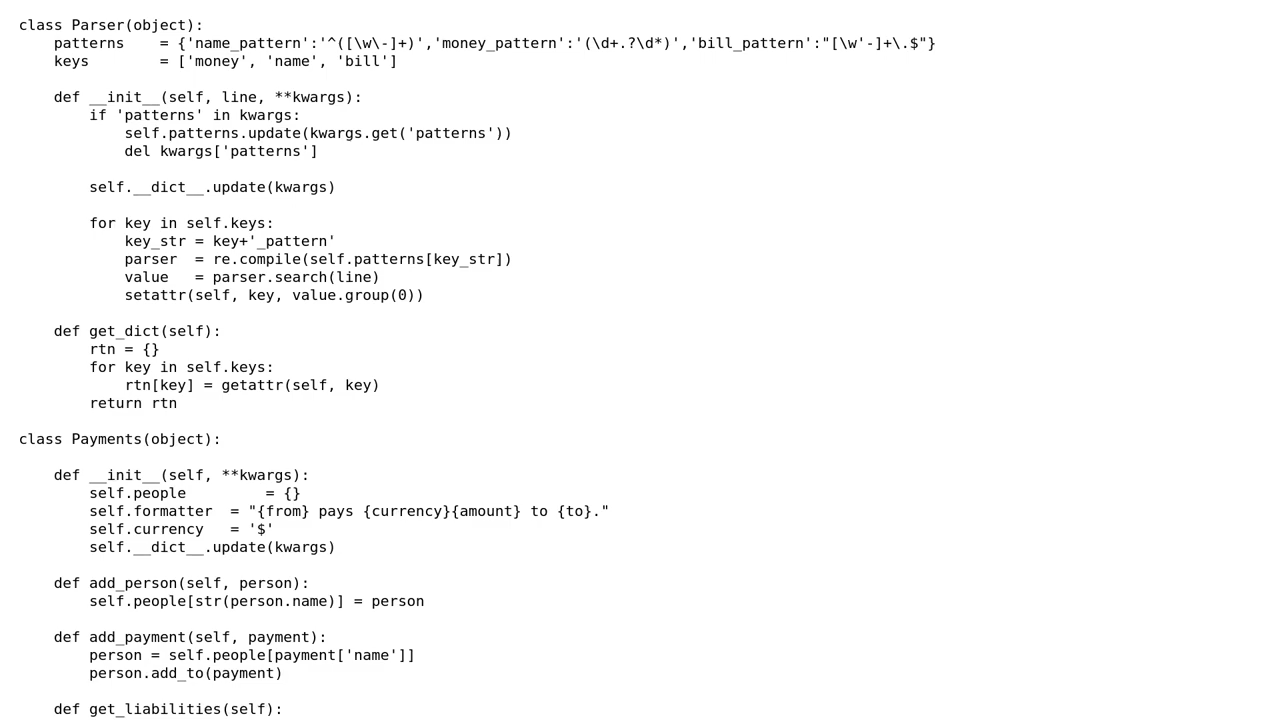 class Parser(object):
    patterns    = {'name_pattern':'^([\w\-]+)','money_pattern':'(\d+.?\d*)','bill_pattern':"[\w'-]+\.$"}
    keys        = ['money', 'name', 'bill']

    def __init__(self, line, **kwargs):
        if 'patterns' in kwargs:
            self.patterns.update(kwargs.get('patterns'))
            del kwargs['patterns']

        self.__dict__.update(kwargs)

        for key in self.keys:
            key_str = key+'_pattern'
            parser  = re.compile(self.patterns[key_str])
            value   = parser.search(line)
            setattr(self, key, value.group(0))

    def get_dict(self):
        rtn = {}
        for key in self.keys:
            rtn[key] = getattr(self, key)
        return rtn

class Payments(object):

    def __init__(self, **kwargs):
        self.people         = {}
        self.formatter  = "{from} pays {currency}{amount} to {to}."
        self.currency   = '$'
        self.__dict__.update(kwargs)

    def add_person(self, person):
        self.people[str(person.name)] = person

    def add_payment(self, payment):
        person = self.people[payment['name']]
        person.add_to(payment)

    def get_liabilities(self):